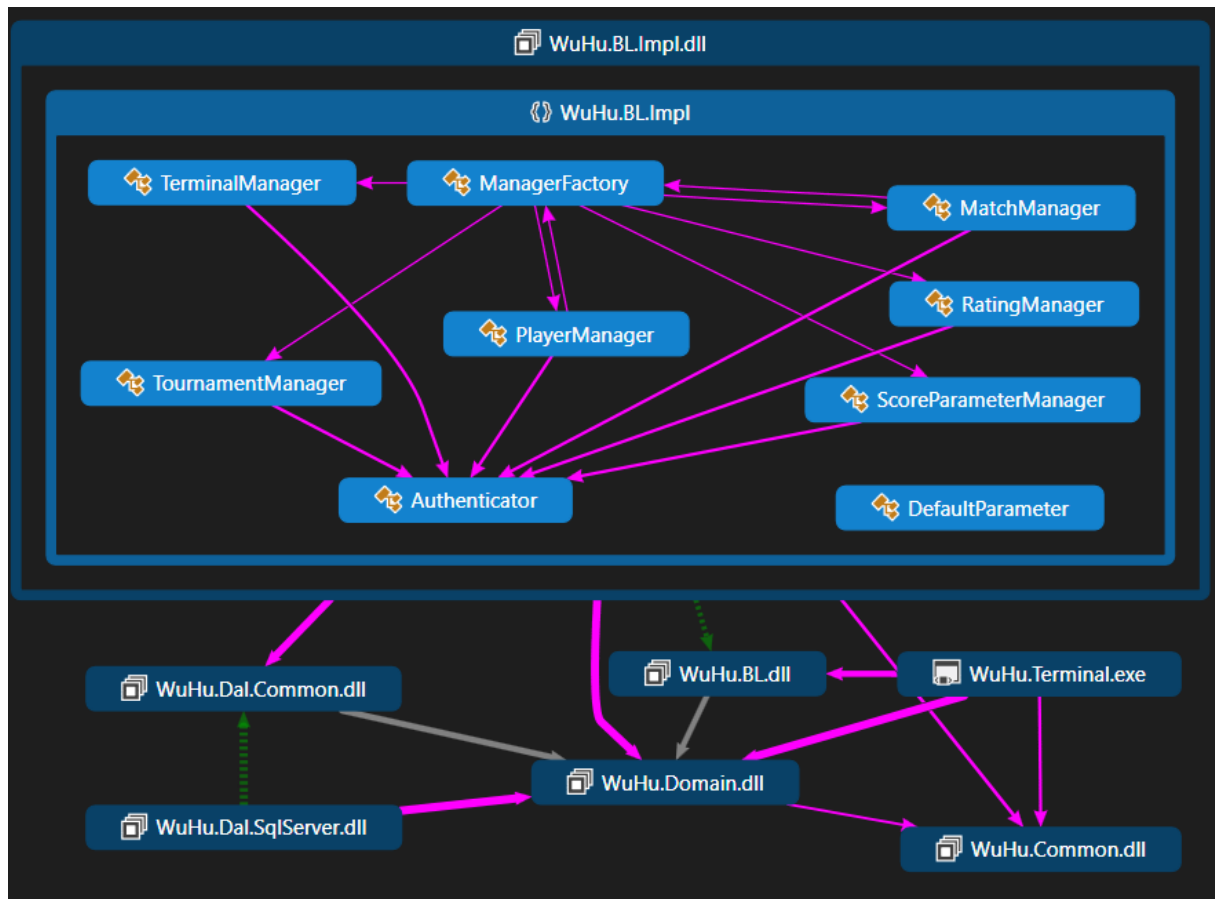 WuHu.BL.Impl.dll
WuHu.BL.Impl
TerminalManager
ManagerFactory
MatchManager
RatingManager
PlayerManager
TournamentManager
ScoreParameterManager
Authenticator
DefaultParameter
WuHu.Dal.Common.dll
WuHu.BL.dll
WuHu.Terminal.exe
WuHu.Domain.dll
WuHu.Dal.SqlServer.dll
WuHu.Common.dll